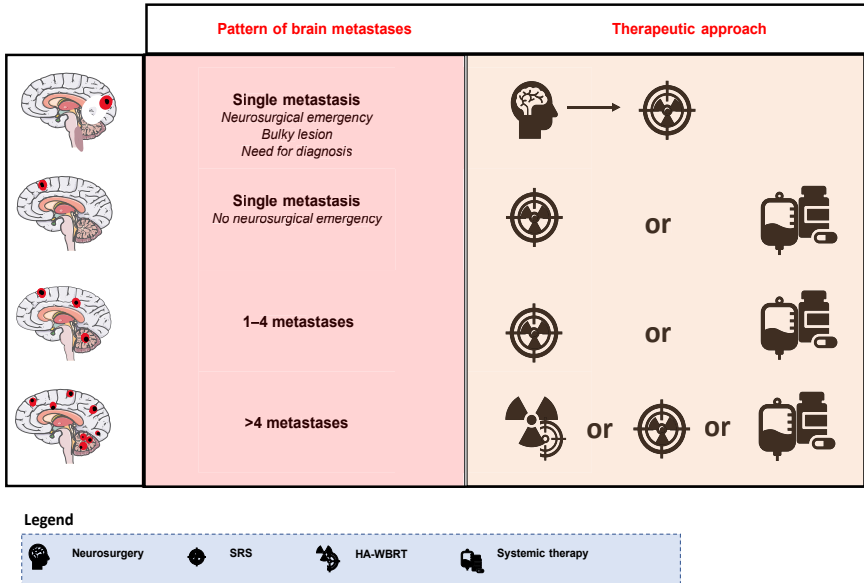 Pattern of brain metastases
Therapeutic approach
Single metastasis
Neurosurgical emergency
Bulky lesion
Need for diagnosis
Single metastasis
No neurosurgical emergency
or
1–4 metastases
or
>4 metastases
or
or
Legend
Neurosurgery
SRS
HA-WBRT
Systemic therapy